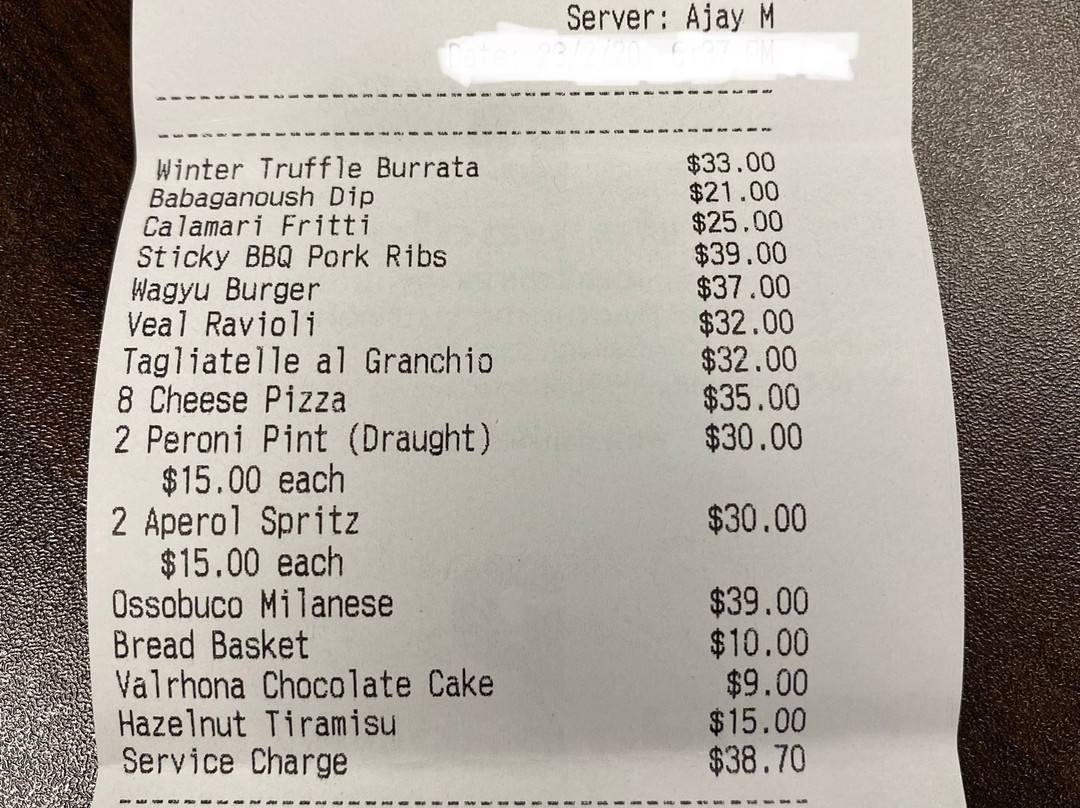 Server: Ajay M
Winter Truffle Burrata $33.00
Babaganoush Dip $21.00
Calamari Fritti $25.00
Sticky BBQ Pork Ribs $39.00
Wagyu Burger $37.00
Veal Ravioli $32.00
Tagliatelle al Granchio $32.00
8 Cheese Pizza $35.00
2 Peroni Pint (Draught) $30.00
$15.00 each
2 Aperol Spritz $30.00
$15.00 each
Ossobuco Milanese $39.00
Bread Basket $10.00
Valrhona Chocolate Cake $9.00
Hazelnut Tiramisu $15.00
Service Charge $38.70